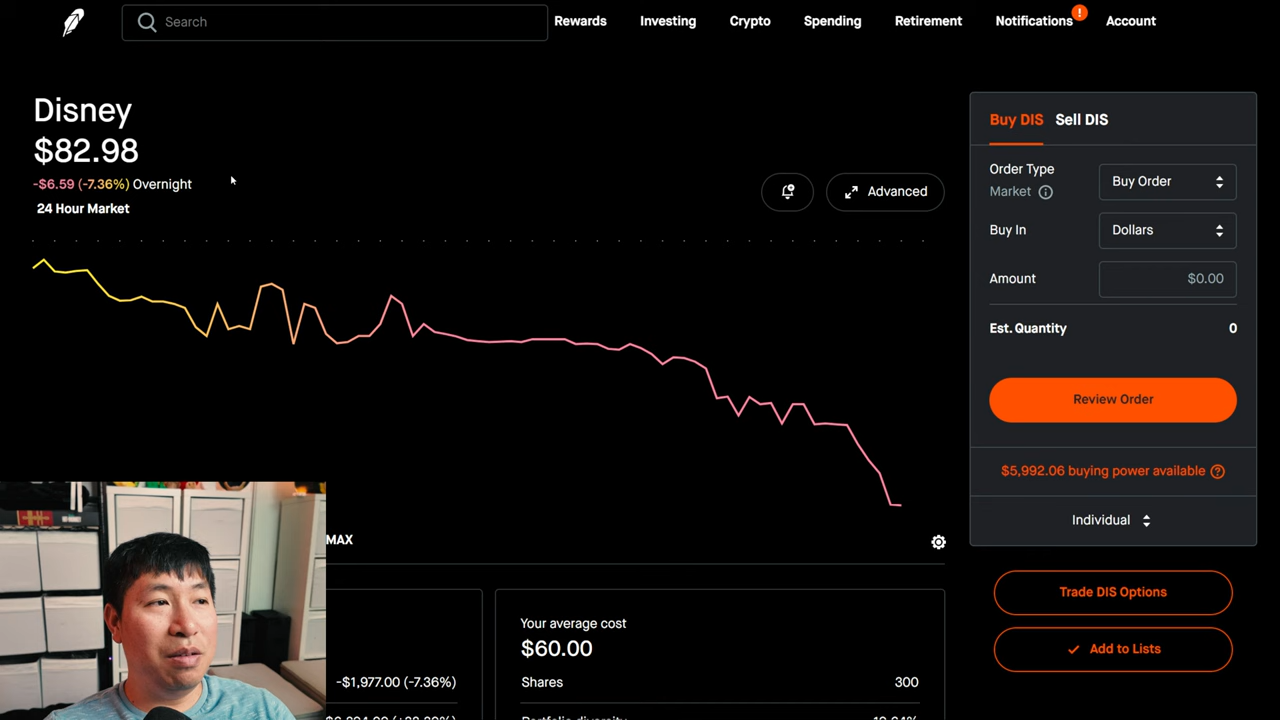 Search
Rewards
Investing
Crypto
Spending
Retirement
Notifications
!
Account
Disney
$82.98
-$6.59 (-7.36%) Overnight
24 Hour Market
Advanced
MAX
-$1,977.00 (-7.36%)
Your average cost
$60.00
Shares 300
Buy DIS Sell DIS
Order Type
Market
Buy Order
Buy In Dollars
Amount $0.00
Est. Quantity 0
Review Order
$5,992.06 buying power available
Individual
Trade DIS Options
Add to Lists